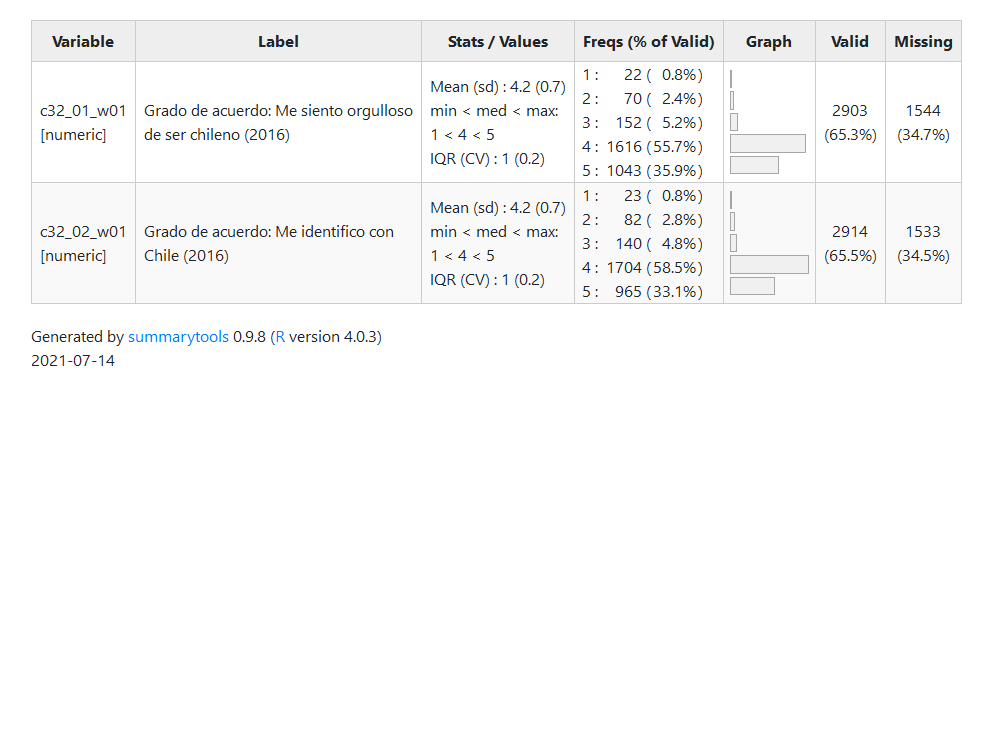 Variable Label Stats / Values Freqs (% of Valid) Graph Valid Missing
c32_01_w01
[numeric]
Grado de acuerdo: Me siento orgulloso
de ser chileno (2016)
Mean (sd) : 4.2 (0.7)
min < med < max:
1 < 4 < 5
IQR (CV) : 1 (0.2)
1 : 22 ( 0.8%)
2 : 70 ( 2.4%)
3 : 152 ( 5.2%)
4 : 1616 (55.7%)
5 : 1043 (35.9%)
2903
(65.3%)
1544
(34.7%)
c32_02_w01
[numeric]
Grado de acuerdo: Me identifico con
Chile (2016)
Mean (sd) : 4.2 (0.7)
min < med < max:
1 < 4 < 5
IQR (CV) : 1 (0.2)
1 : 23 ( 0.8%)
2 : 82 ( 2.8%)
3 : 140 ( 4.8%)
4 : 1704 (58.5%)
5 : 965 (33.1%)
2914
(65.5%)
1533
(34.5%)
Generated by summarytools 0.9.8 (R version 4.0.3)
2021-07-14